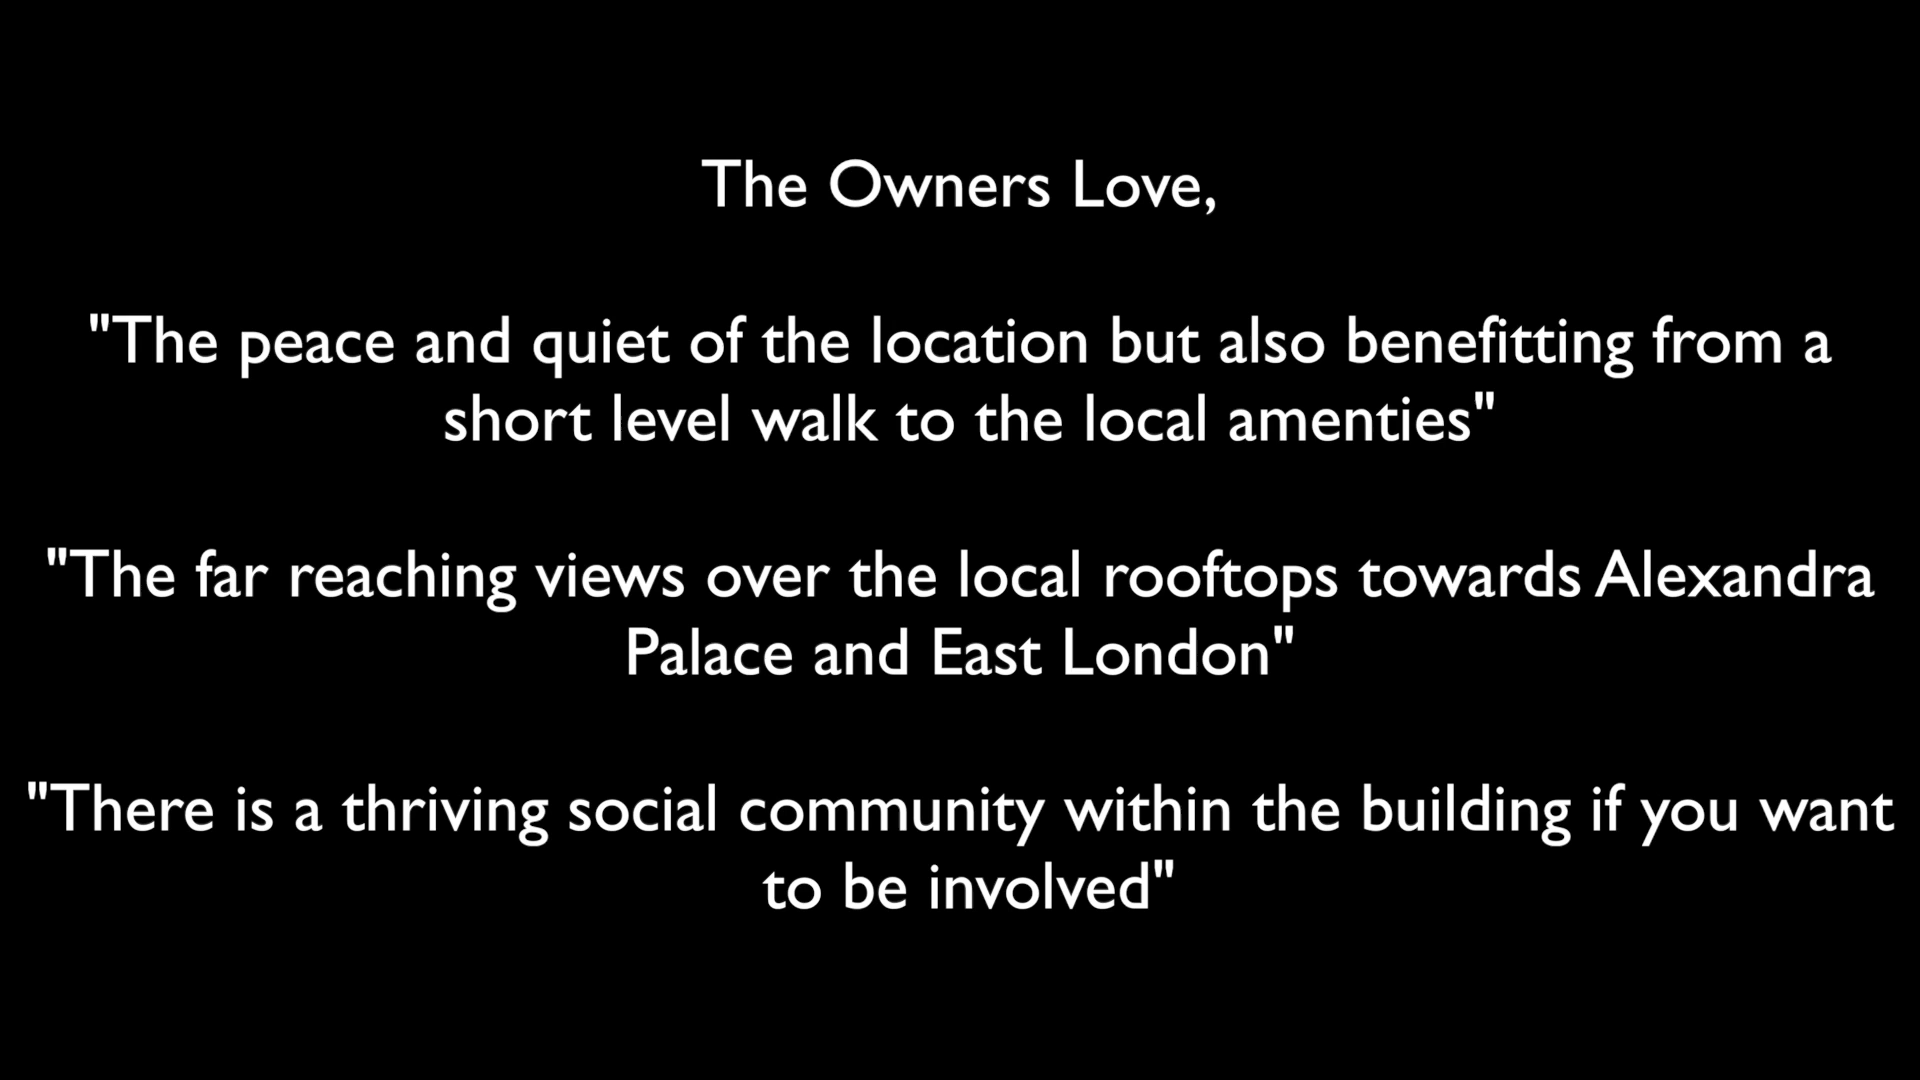 The Owners Love,
"The peace and quiet of the location but also benefitting from a
short level walk to the local amenties"
"The far reaching views over the local rooftops towards Alexandra
Palace and East London"
"There is a thriving social community within the building if you want
to be involved"